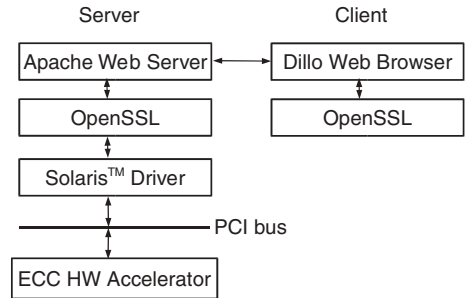 Server Client
Apache Web Server Dillo Web Browser
OpenSSL OpenSSL
Solaris™ Driver
PCI bus
ECC HW Accelerator